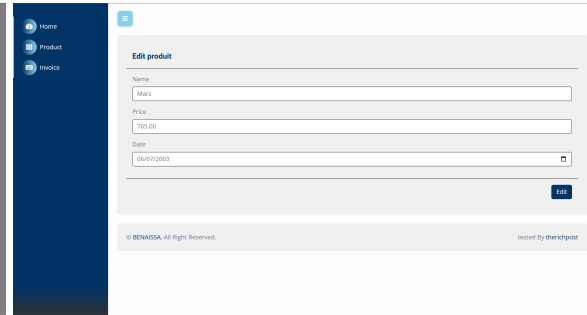 Home
Product
Invoice
Edit produit
Name
Mars
Price
765.00
Date
06/07/2003
Edit
© BENAISSA, All Right Reserved.
tested By therichpost